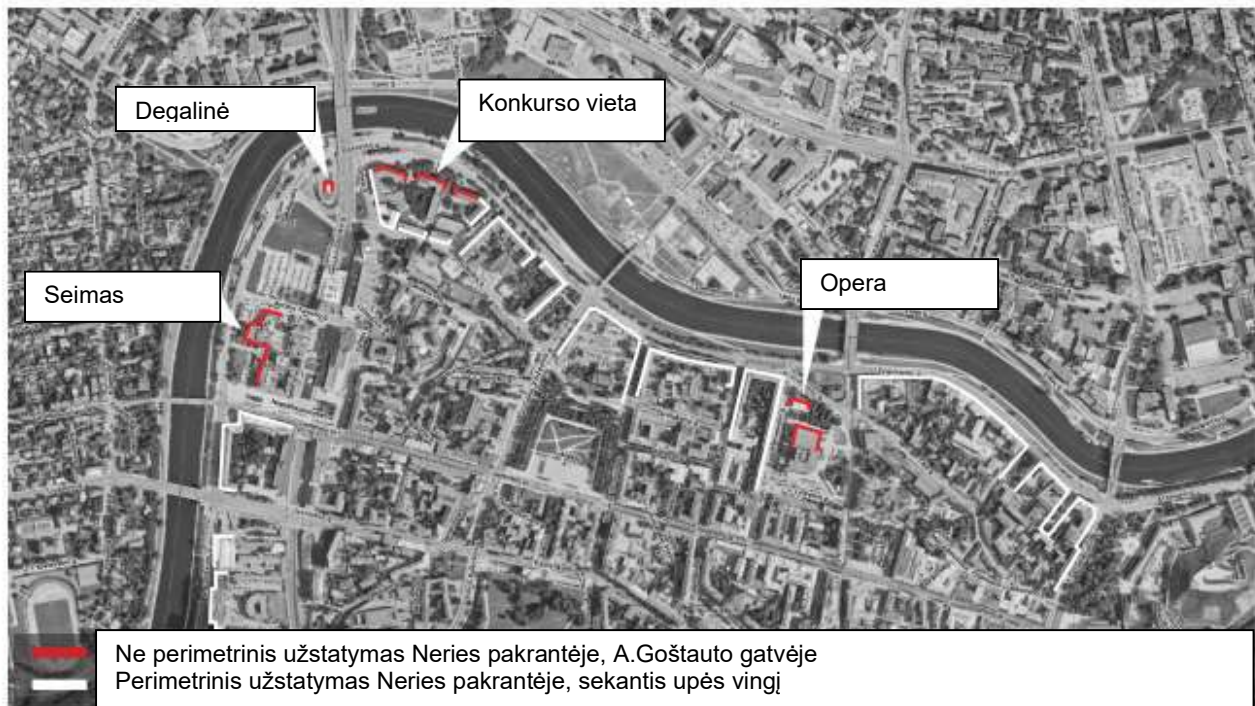 Degalinė
Konkurso vieta
Seimas
Opera
Ne perimetrinis užstatymas Neries pakrantėje, A.Goštauto gatvėje
Perimetrinis užstatymas Neries pakrantėje, sekantis upės vingį